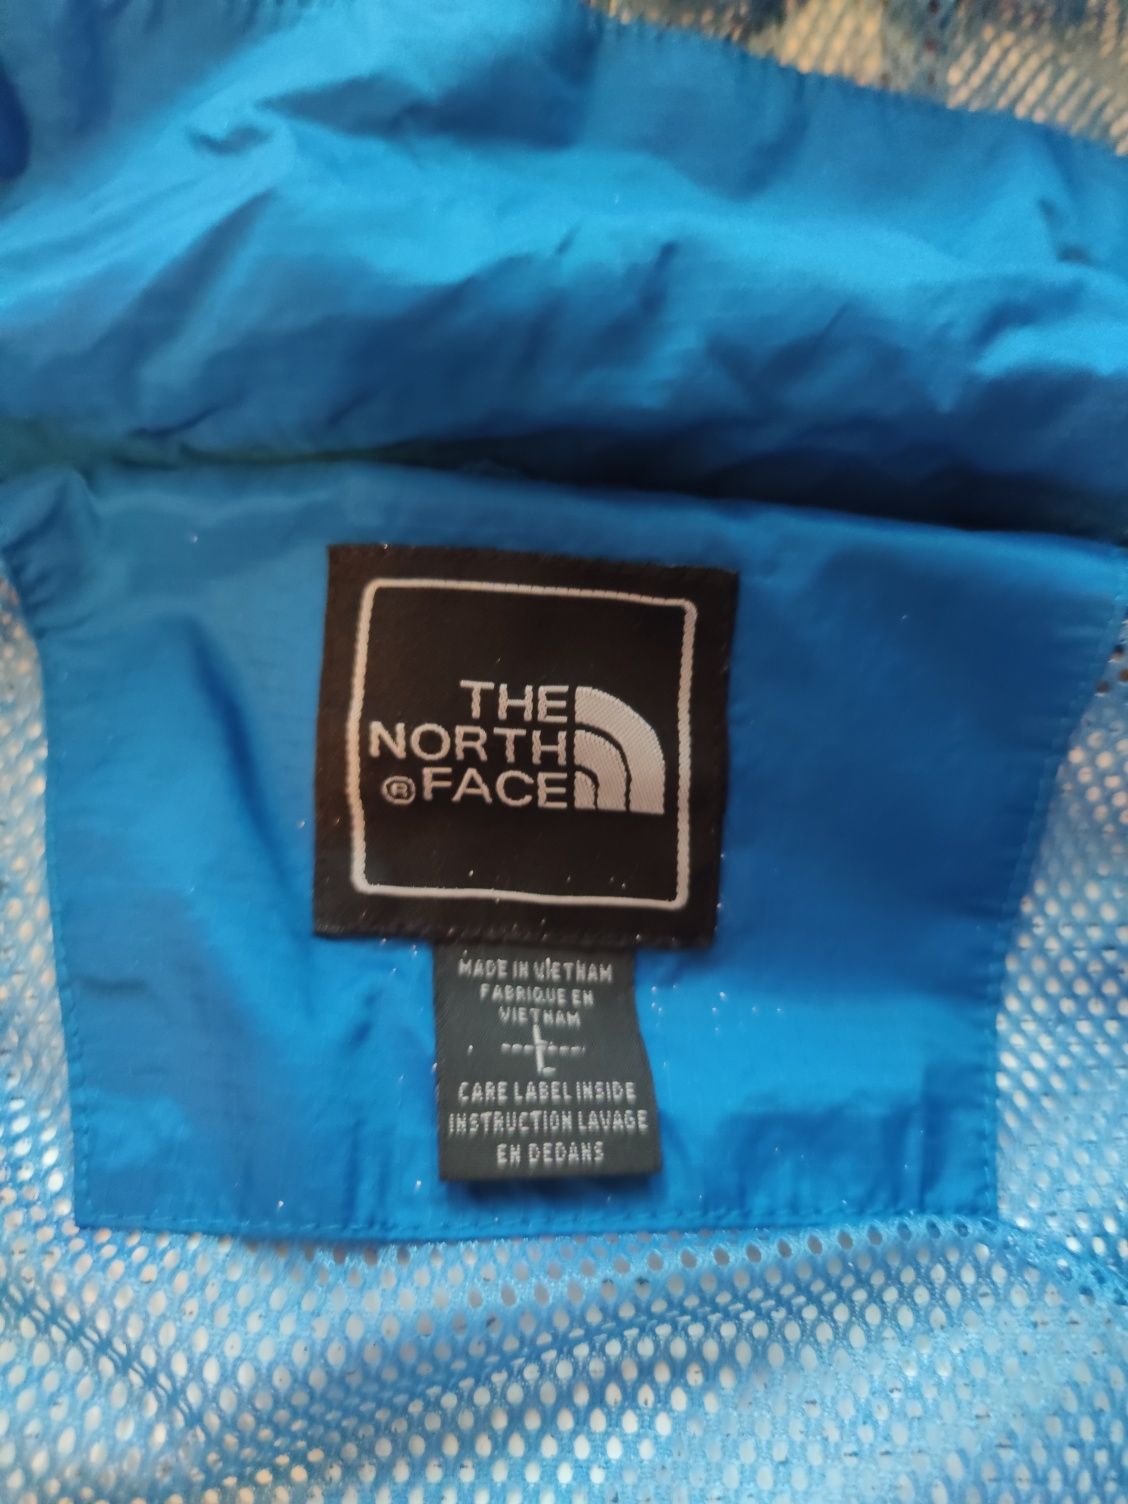 THE
NORTH
® FACE
MADE IN VIETNAM
FABRIQUE EN
VIETNAM
L
CARE LABEL INSIDE
INSTRUCTION LAVAGE
EN DEDANS